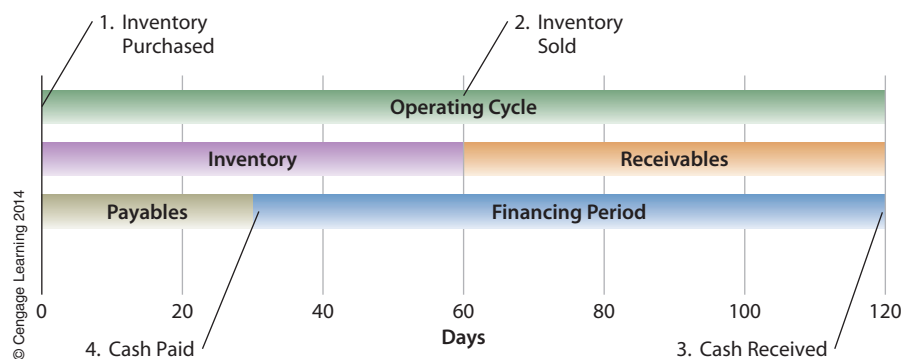 1. Inventory
Purchased
2. Inventory
Sold
Operating Cycle
Inventory
Receivables
Payables
Financing Period
© Cengage Learning 2014
0
20
40
60
80
100
120
Days
4. Cash Paid
3. Cash Received